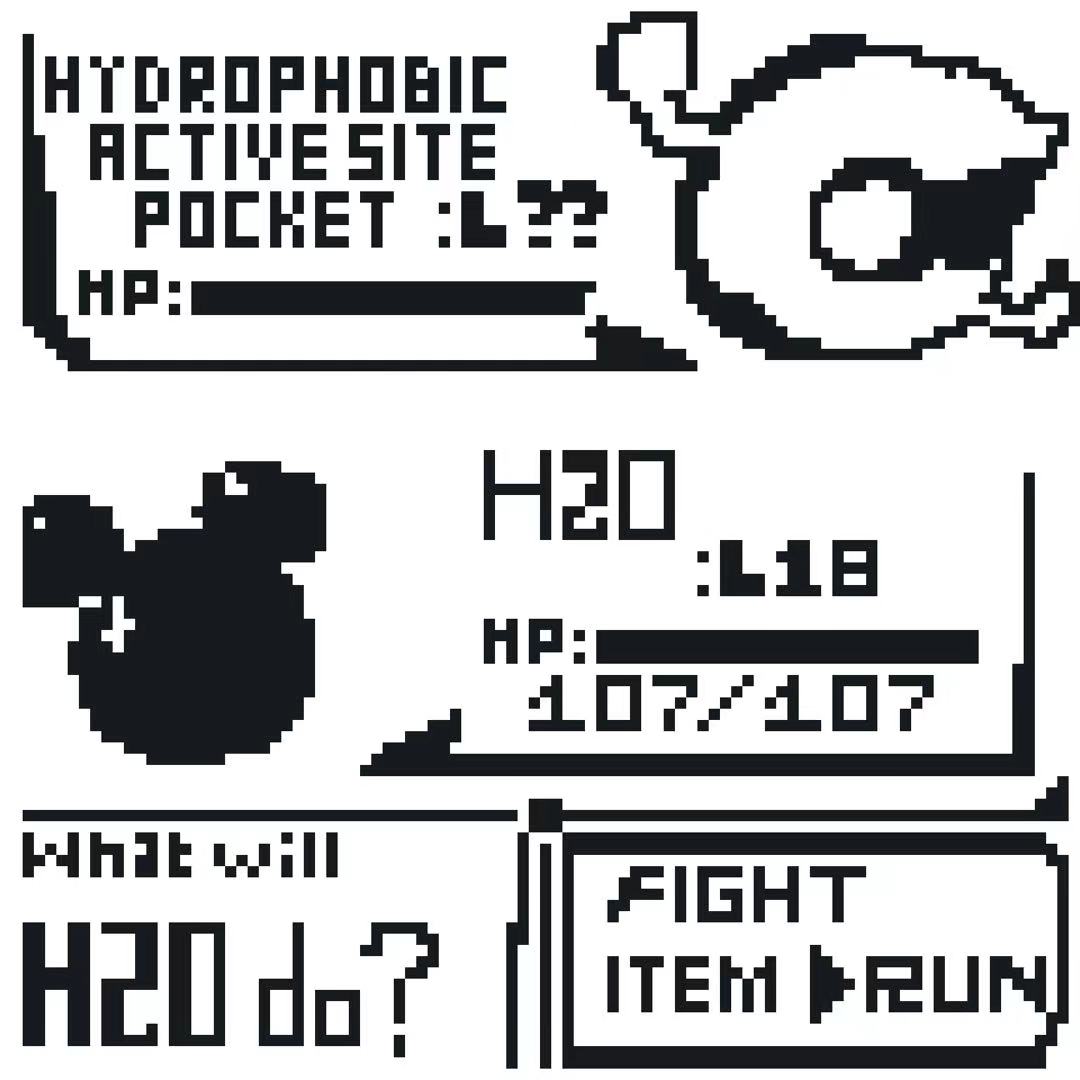 HYDROPHOBIC
ACTIVE SITE
POCKET :L??
HP:
H2O
:L18
HP:
107/107
What will
H2O do?
FIGHT
ITEM ▶RUN